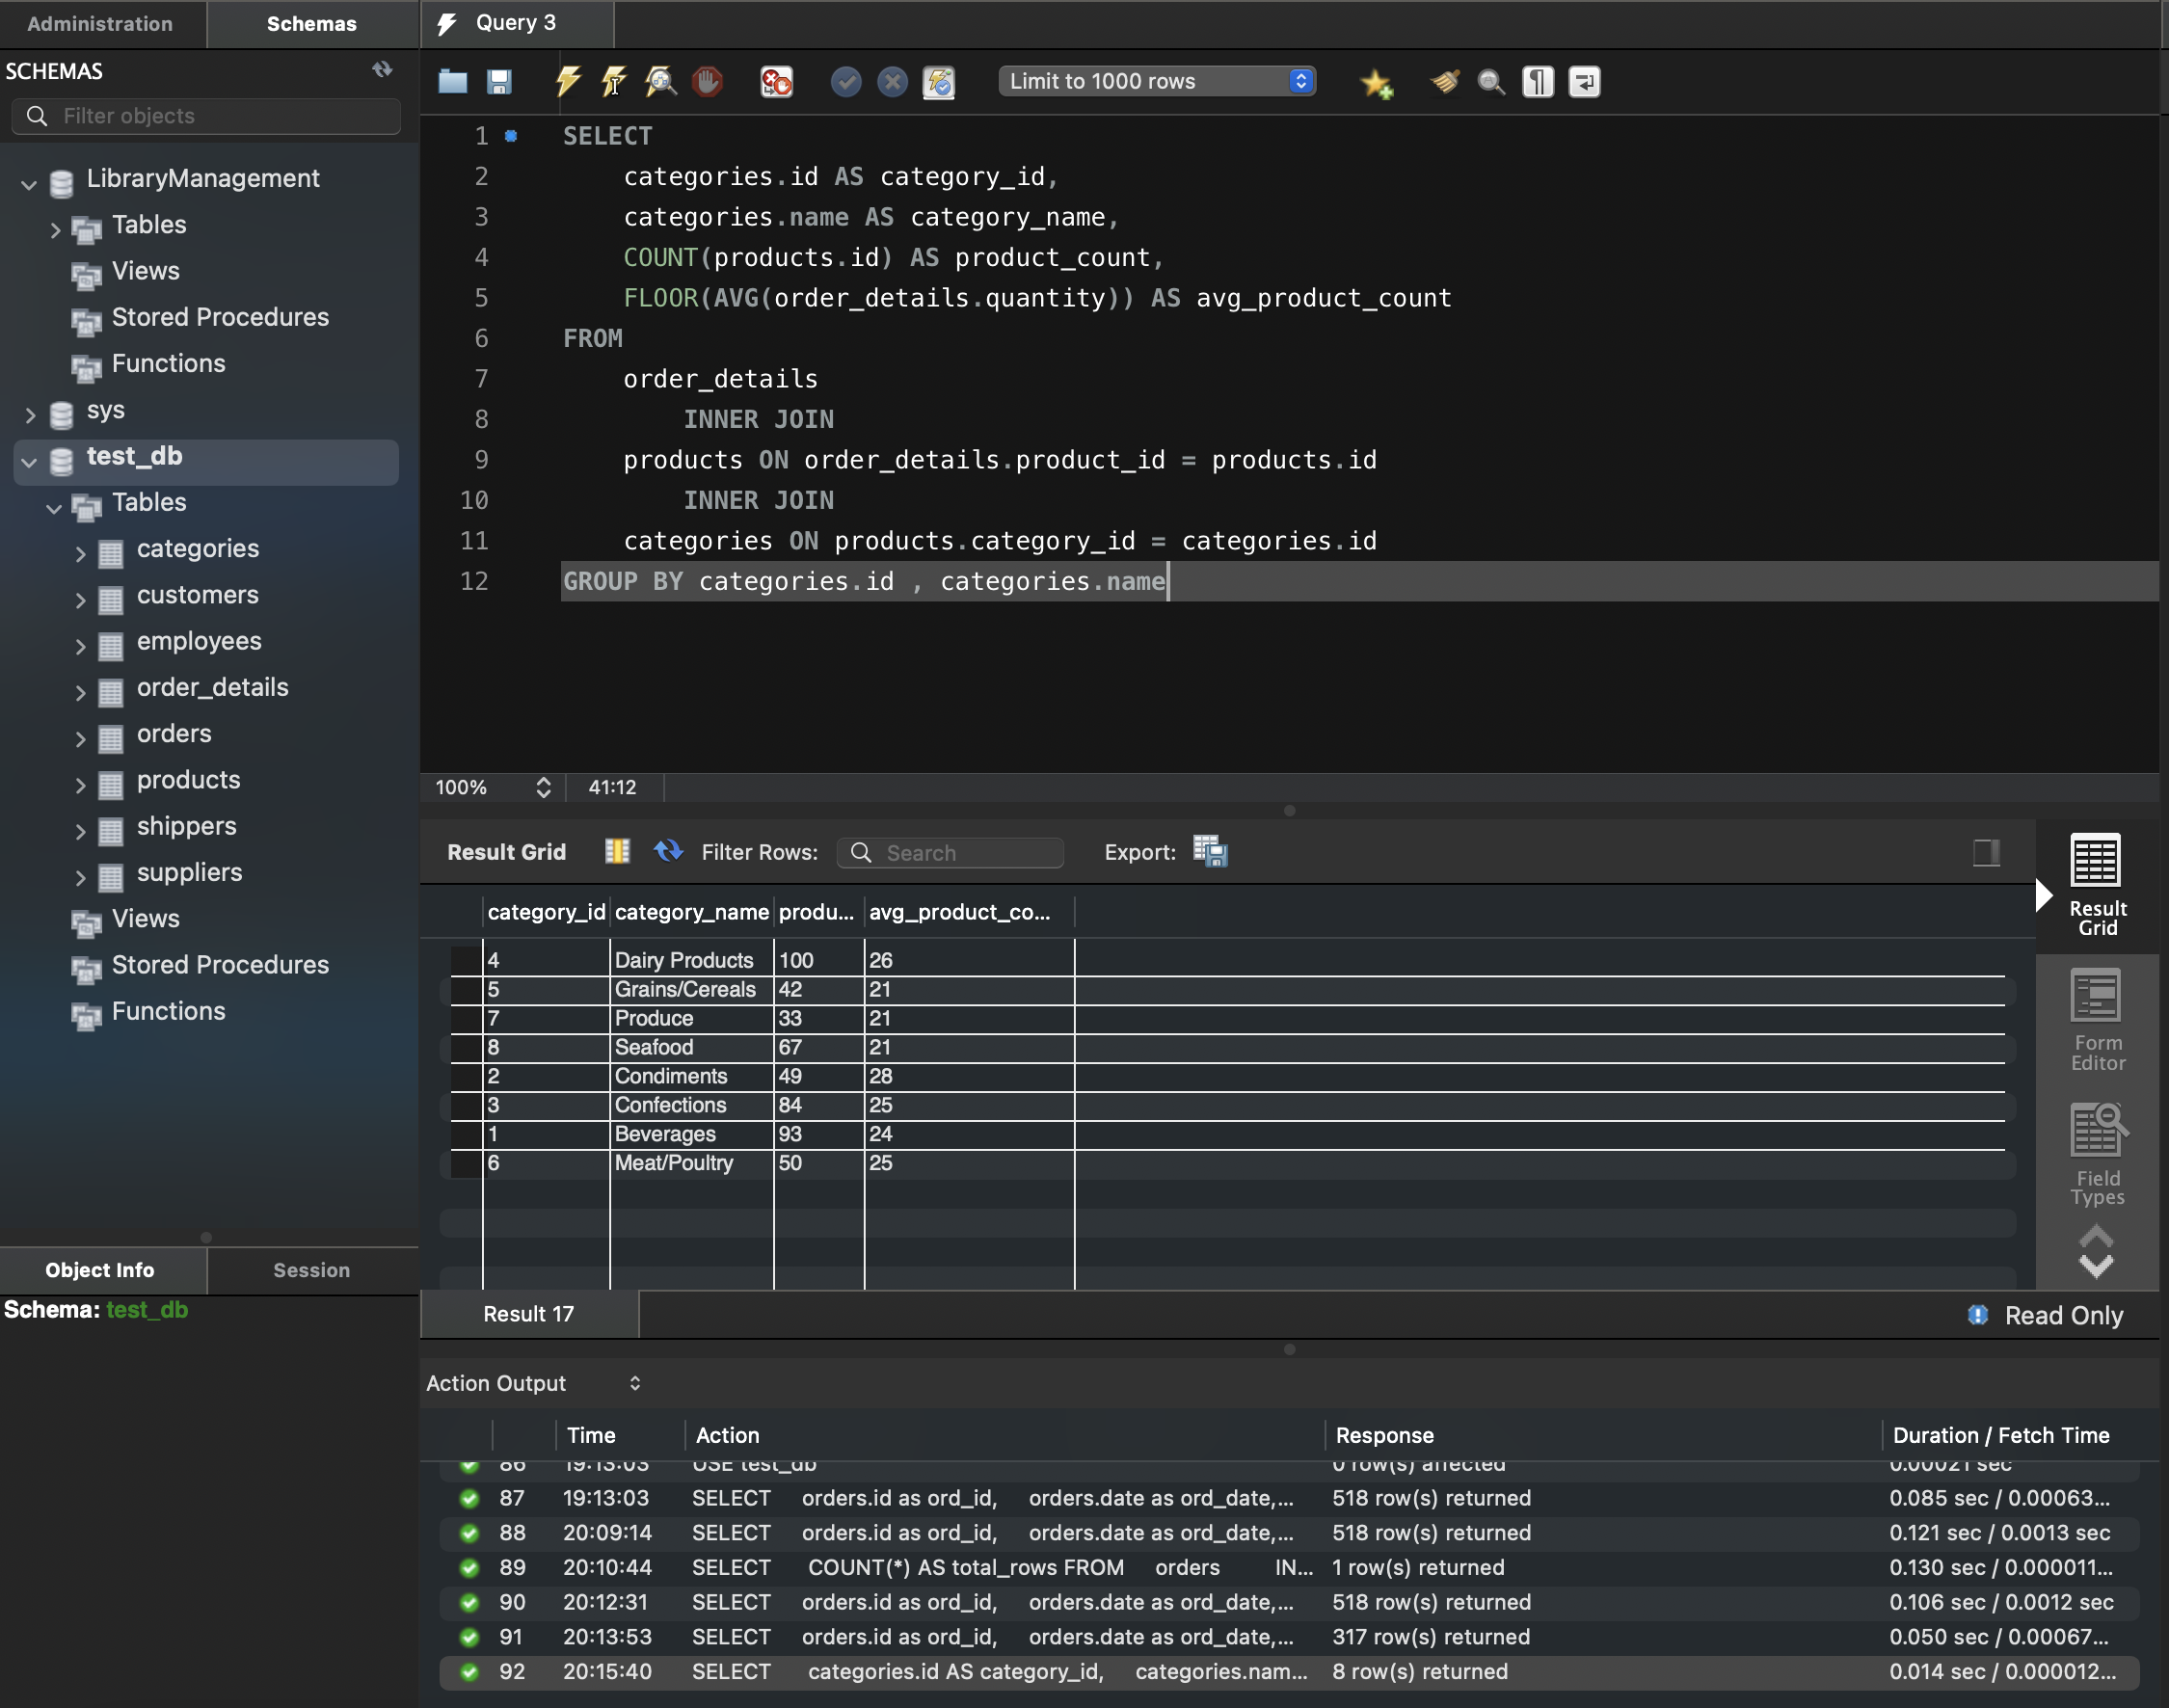 Administration
Schemas
Query 3
SCHEMAS
Filter objects
LibraryManagement
Tables
Views
Stored Procedures
Functions
sys
test_db
Tables
categories
customers
employees
order_details
orders
products
shippers
suppliers
Views
Stored Procedures
Functions
Object Info
Session
Schema: test_db
Limit to 1000 rows
1 SELECT
2 categories.id AS category_id,
3 categories.name AS category_name,
4 COUNT(products.id) AS product_count,
5 FLOOR(AVG(order_details.quantity)) AS avg_product_count
6 FROM
7 order_details
8 INNER JOIN
9 products ON order_details.product_id = products.id
10 INNER JOIN
11 categories ON products.category_id = categories.id
12 GROUP BY categories.id , categories.name
100% 41:12
Result Grid Filter Rows: Search Export:
category_id category_name produ... avg_product_co...
4 Dairy Products 100 26
5 Grains/Cereals 42 21
7 Produce 33 21
8 Seafood 67 21
2 Condiments 49 28
3 Confections 84 25
1 Beverages 93 24
6 Meat/Poultry 50 25
Result
Grid
Form
Editor
Field
Types
Result 17
Read Only
Action Output
Time Action Response Duration / Fetch Time
86 19:13:03 USE test_db 0 row(s) affected 0.00021 sec
87 19:13:03 SELECT orders.id as ord_id, orders.date as ord_date,... 518 row(s) returned 0.085 sec / 0.00063...
88 20:09:14 SELECT orders.id as ord_id, orders.date as ord_date,... 518 row(s) returned 0.121 sec / 0.0013 sec
89 20:10:44 SELECT COUNT(*) AS total_rows FROM orders IN... 1 row(s) returned 0.130 sec / 0.000011...
90 20:12:31 SELECT orders.id as ord_id, orders.date as ord_date,... 518 row(s) returned 0.106 sec / 0.0012 sec
91 20:13:53 SELECT orders.id as ord_id, orders.date as ord_date,... 317 row(s) returned 0.050 sec / 0.00067...
92 20:15:40 SELECT categories.id AS category_id, categories.nam... 8 row(s) returned 0.014 sec / 0.000012...